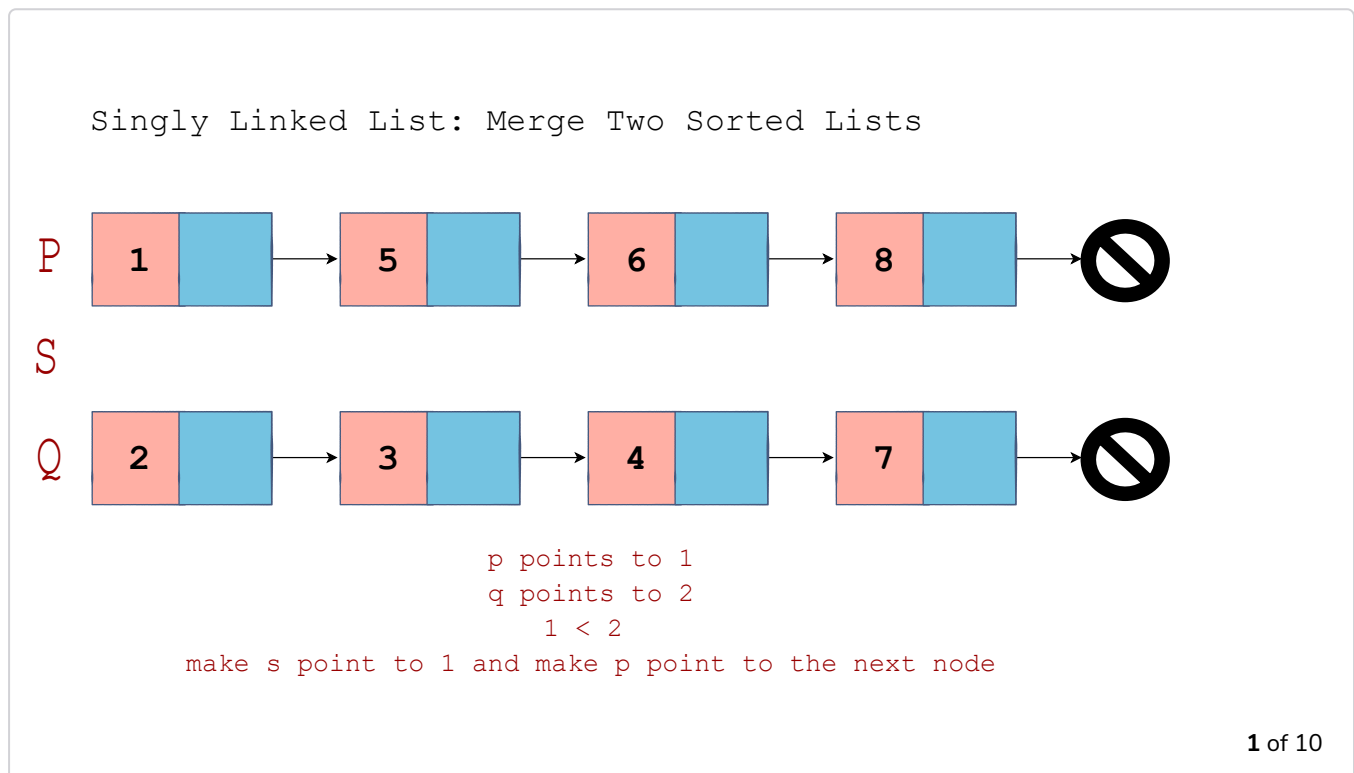 Singly Linked List: Merge Two Sorted Lists
P 1 5 6 8
S
Q 2 3 4 7
p points to 1
q points to 2
1 < 2
make s point to 1 and make p point to the next node
1 of 10